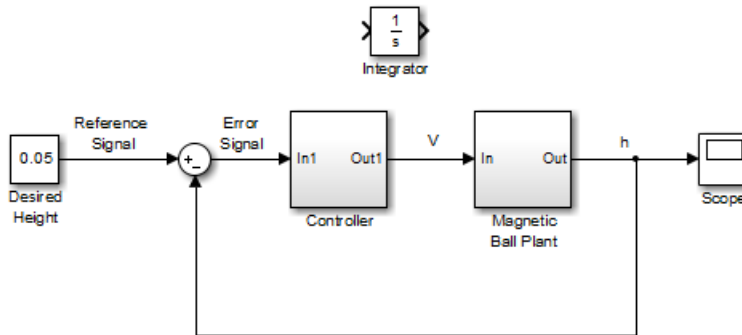 1
s
Integrator
0.05
Desired
Height
Reference
Signal
+
−
Error
Signal
In1
Out1
Controller
V
In
Out
Magnetic
Ball Plant
h
Scope